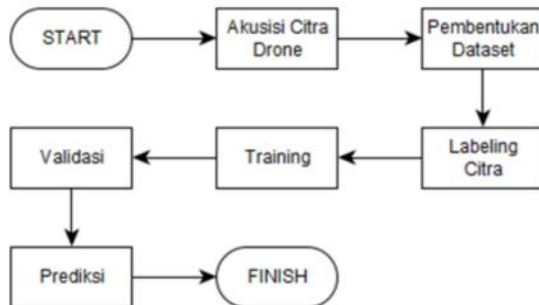 START
Akusisi Citra
Drone
Pembentukan
Dataset
Labeling
Citra
Training
Validasi
Prediksi
FINISH